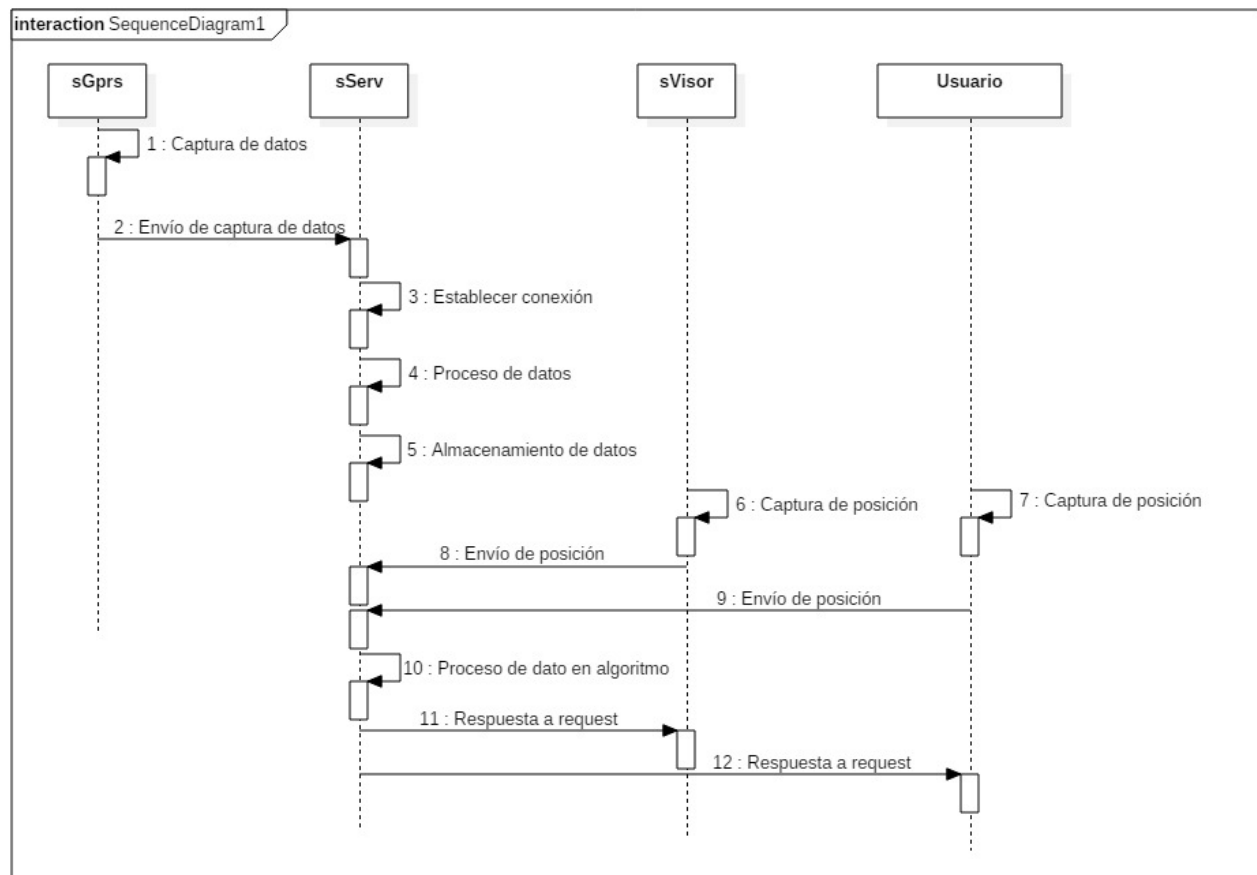 interaction SequenceDiagram1
sGprs
sServ
sVisor
Usuario
1 : Captura de datos
2 : Envío de captura de datos
3 : Establecer conexión
4 : Proceso de datos
5 : Almacenamiento de datos
6 : Captura de posición
7 : Captura de posición
8 : Envío de posición
9 : Envío de posición
10 : Proceso de dato en algoritmo
11 : Respuesta a request
12 : Respuesta a request